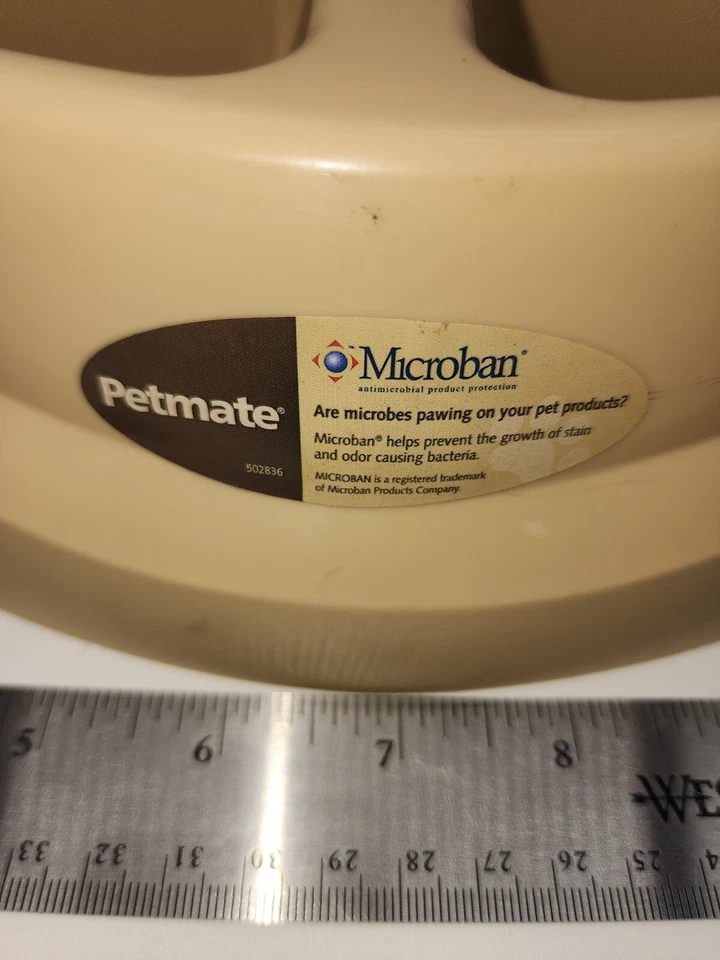 Petmate®
502836
Microban®™
antimicrobial product protection
Are microbes pawing on your pet products?
Microban® helps prevent the growth of stain
and odor causing bacteria.
MICROBAN is a registered trademark
of Microban Products Company.
5 6 7 8
WES
33 32 31 30 29 28 27 26 25